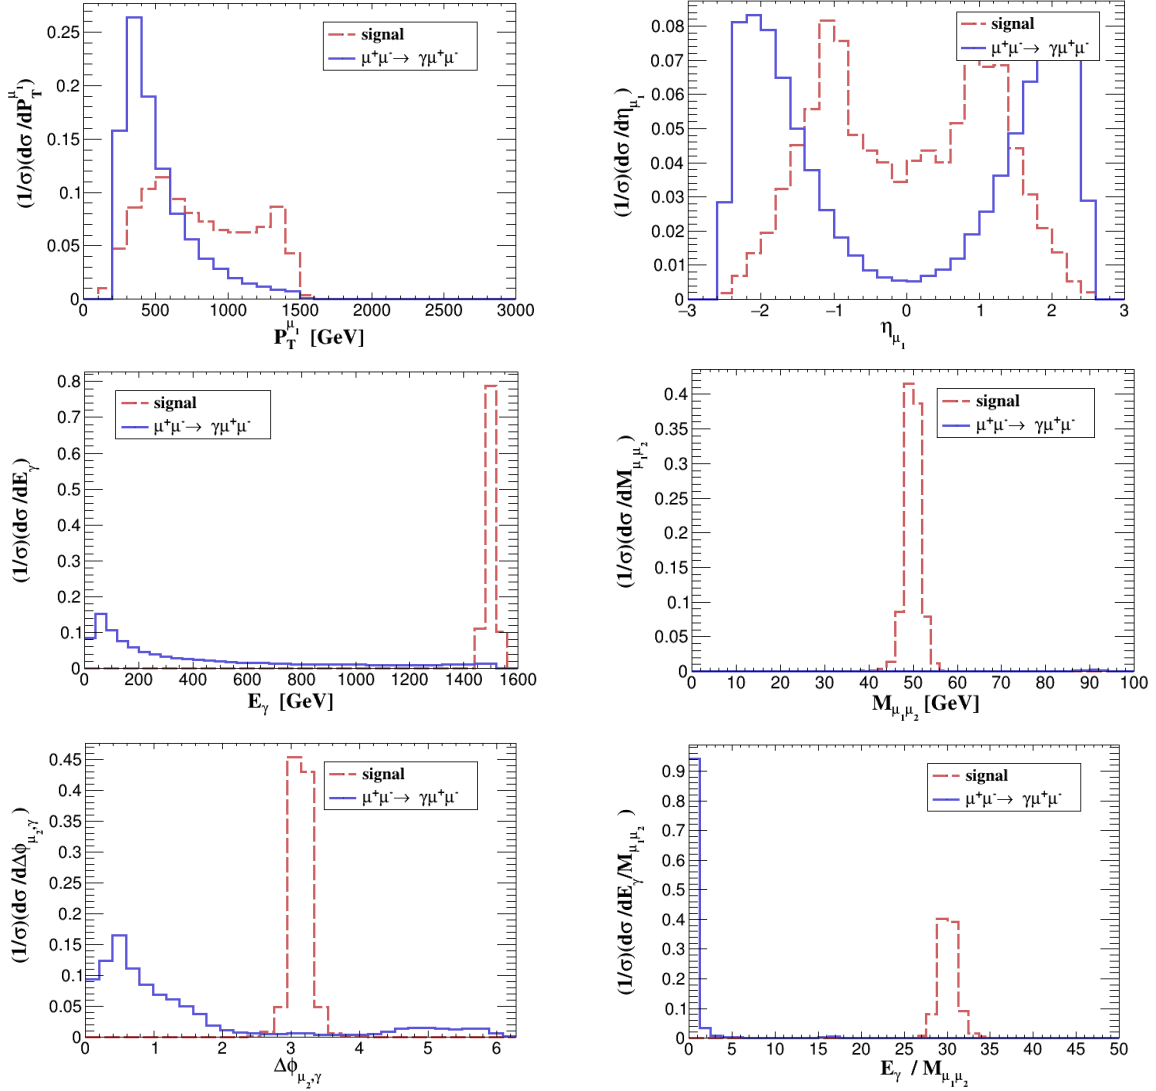 (1/σ)(dσ/dP_T^{μ_1})
0.25
0.2
0.15
0.1
0.05
0
signal
μ⁺μ⁻→ γμ⁺μ⁻
0 500 1000 1500 2000 2500 3000
P_T^{μ_1} [GeV]
(1/σ)(dσ/dη_{μ_1})
0.08
0.07
0.06
0.05
0.04
0.03
0.02
0.01
0
signal
μ⁺μ⁻→ γμ⁺μ⁻
−3 −2 −1 0 1 2 3
η_{μ_1}
(1/σ)(dσ/dE_γ)
0.8
0.7
0.6
0.5
0.4
0.3
0.2
0.1
0
signal
μ⁺μ⁻→ γμ⁺μ⁻
0 200 400 600 800 1000 1200 1400 1600
E_γ [GeV]
(1/σ)(dσ/dM_{μ_1μ_2})
0.4
0.35
0.3
0.25
0.2
0.15
0.1
0.05
0
signal
μ⁺μ⁻→ γμ⁺μ⁻
0 10 20 30 40 50 60 70 80 90 100
M_{μ_1μ_2} [GeV]
(1/σ)(dσ/dΔϕ_{μ_2,γ})
0.45
0.4
0.35
0.3
0.25
0.2
0.15
0.1
0.05
0
signal
μ⁺μ⁻→ γμ⁺μ⁻
0 1 2 3 4 5 6
Δϕ_{μ_2,γ}
(1/σ)(dσ/dE_γ/M_{μ_1μ_2})
0.9
0.8
0.7
0.6
0.5
0.4
0.3
0.2
0.1
0
signal
μ⁺μ⁻→ γμ⁺μ⁻
0 5 10 15 20 25 30 35 40 45 50
E_γ / M_{μ_1μ_2}